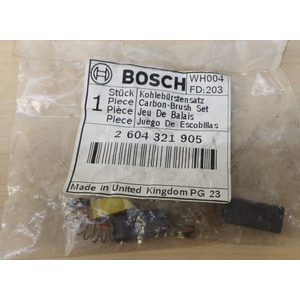 BOSCH
WH004
FD:203
1
Stück Kohlebürstensatz
Piece Carbon-Brush Set
Pièce Jeu De Balais
Piece Juego De Escobillas
2 604 321 905
Made in United Kingdom PG 23